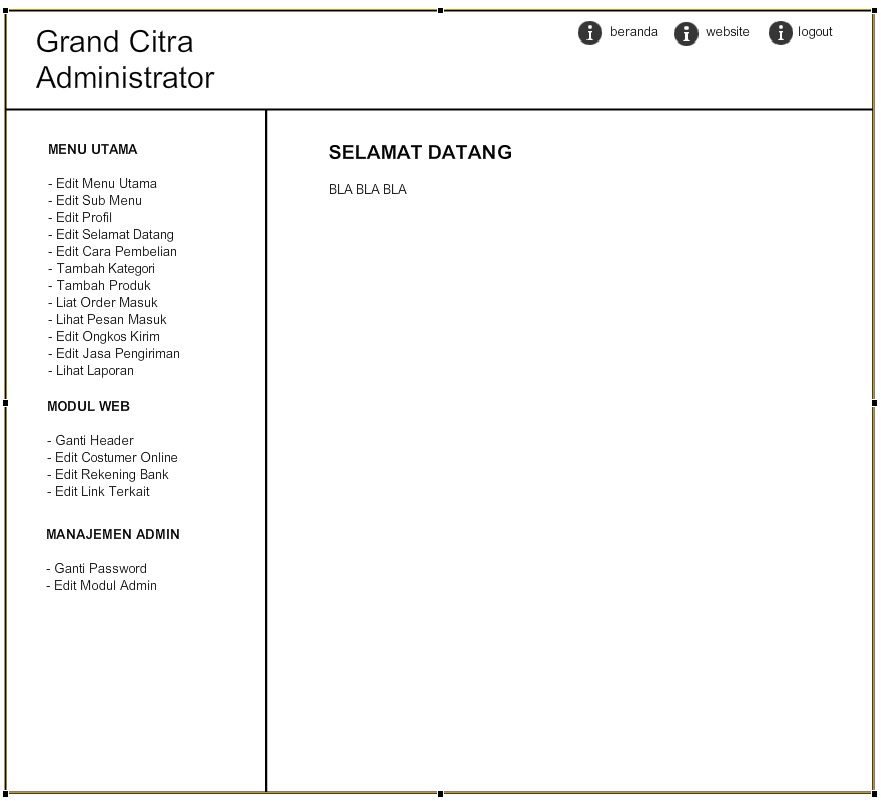 Grand Citra
Administrator
beranda
website
logout
MENU UTAMA
- Edit Menu Utama
- Edit Sub Menu
- Edit Profil
- Edit Selamat Datang
- Edit Cara Pembelian
- Tambah Kategori
- Tambah Produk
- Liat Order Masuk
- Lihat Pesan Masuk
- Edit Ongkos Kirim
- Edit Jasa Pengiriman
- Lihat Laporan
MODUL WEB
- Ganti Header
- Edit Costumer Online
- Edit Rekening Bank
- Edit Link Terkait
MANAJEMEN ADMIN
- Ganti Password
- Edit Modul Admin
SELAMAT DATANG
BLA BLA BLA